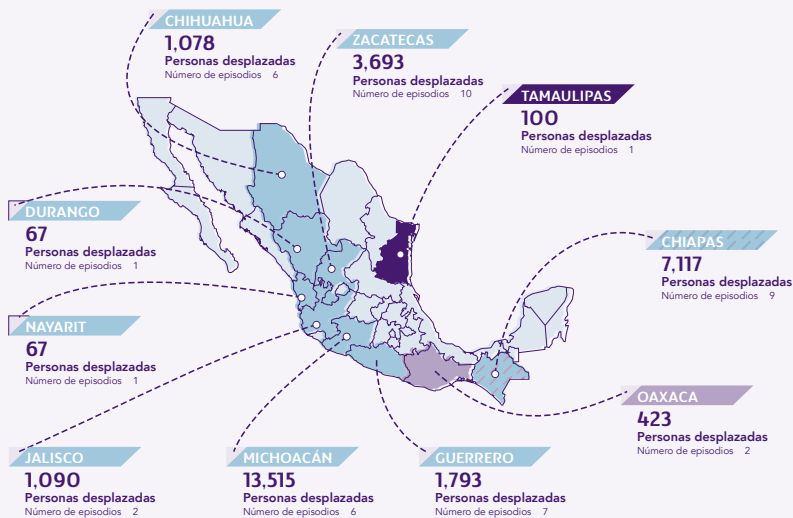 CHIHUAHUA
1,078
Personas desplazadas
Número de episodios 6
ZACATECAS
3,693
Personas desplazadas
Número de episodios 10
TAMAULIPAS
100
Personas desplazadas
Número de episodios 1
DURANGO
67
Personas desplazadas
Número de episodios 1
CHIAPAS
7,117
Personas desplazadas
Número de episodios 9
NAYARIT
67
Personas desplazadas
Número de episodios 1
OAXACA
423
Personas desplazadas
Número de episodios 2
JALISCO
1,090
Personas desplazadas
Número de episodios 2
MICHOACÁN
13,515
Personas desplazadas
Número de episodios 6
GUERRERO
1,793
Personas desplazadas
Número de episodios 7